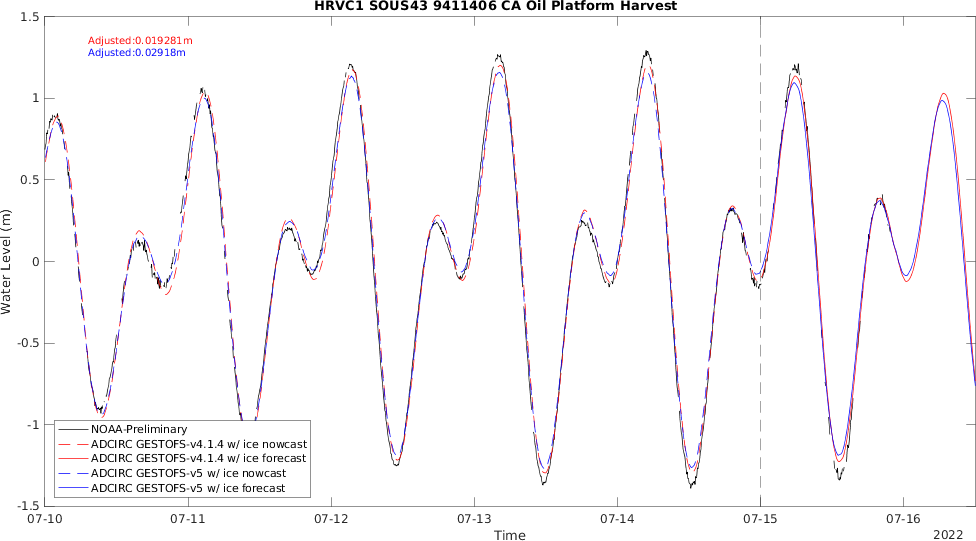 HRVC1 SOUS43 9411406 CA Oil Platform Harvest
Adjusted:0.019281m
Adjusted:0.02918m
1.5
1
0.5
0
-0.5
-1
-1.5
Water Level (m)
NOAA-Preliminary
ADCIRC GESTOFS-v4.1.4 w/ ice nowcast
ADCIRC GESTOFS-v4.1.4 w/ ice forecast
ADCIRC GESTOFS-v5 w/ ice nowcast
ADCIRC GESTOFS-v5 w/ ice forecast
07-10 07-11 07-12 07-13 07-14 07-15 07-16
Time
2022